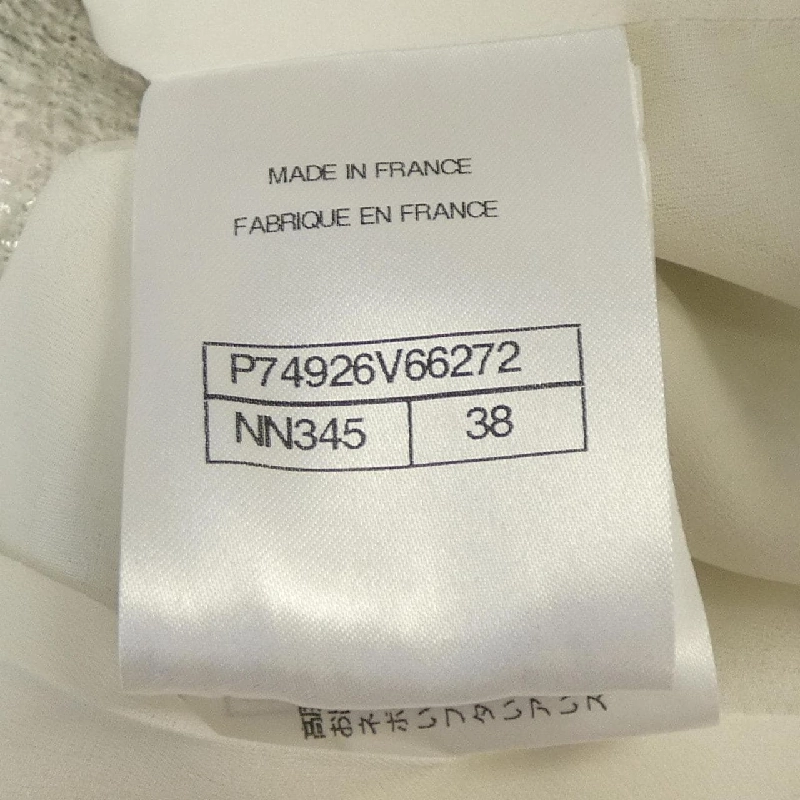 MADE IN FRANCE
FABRIQUE EN FRANCE
P74926V66272
NN345 38